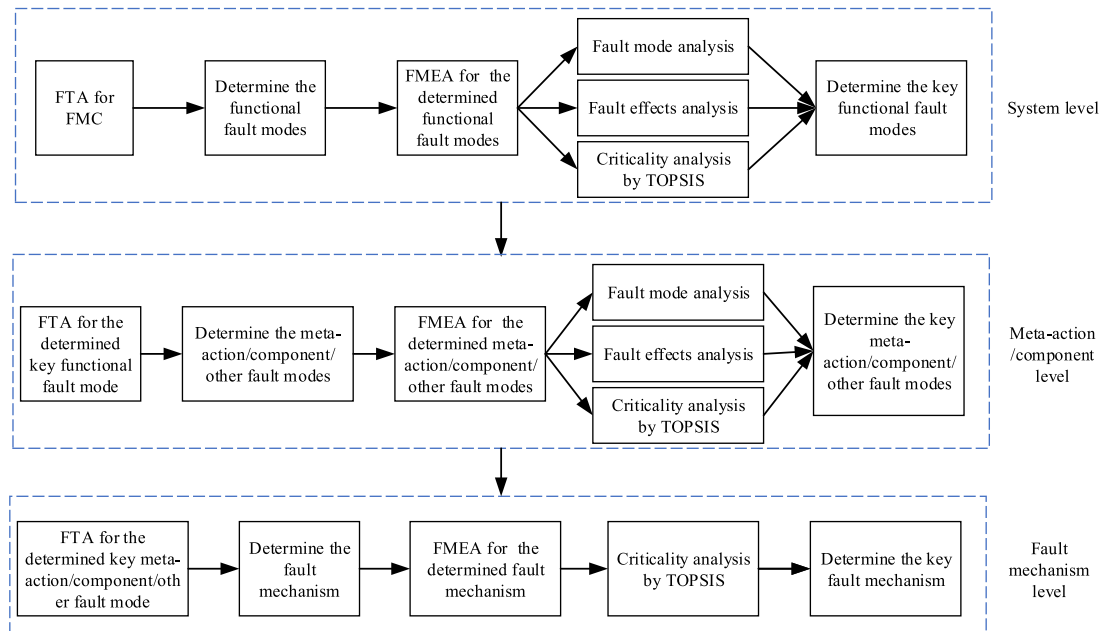 FTA for
FMC
Determine the
functional
fault modes
FMEA for  the
determined
functional
fault modes
Fault mode analysis
Fault effects analysis
Criticality analysis
by TOPSIS
Determine the key
functional fault
modes
System level
FTA for the
determined
key functional
fault mode
Determine the meta-
action/component/
other fault modes
FMEA for  the
determined meta-
action/component/
other fault modes
Fault mode analysis
Fault effects analysis
Criticality analysis
by TOPSIS
Determine the key
meta-
action/component/
other fault modes
Meta-action
/component
level
FTA for the
determined key meta-
action/component/oth
er fault mode
Determine the
fault
mechanism
FMEA for  the
determined fault
mechanism
Criticality analysis
by TOPSIS
Determine the key
fault mechanism
Fault
mechanism
level